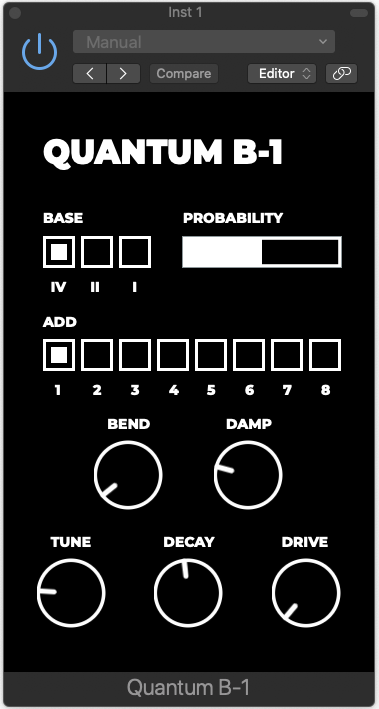 Inst 1
Manual
Compare
Editor
QUANTUM B-1
BASE PROBABILITY
IV II I
ADD
1 2 3 4 5 6 7 8
BEND DAMP
TUNE DECAY DRIVE
Quantum B-1